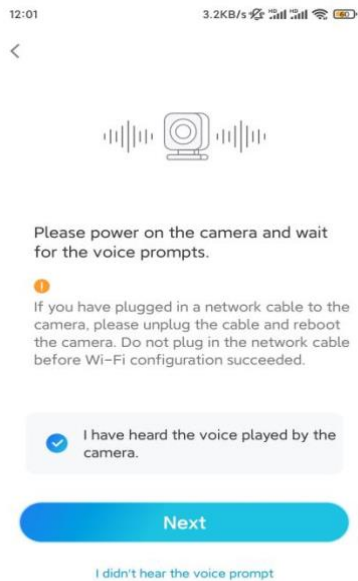 12:01
3.2KB/s HD HD 60
Please power on the camera and wait
for the voice prompts.
If you have plugged in a network cable to the
camera, please unplug the cable and reboot
the camera. Do not plug in the network cable
before Wi-Fi configuration succeeded.
I have heard the voice played by the
camera.
Next
I didn't hear the voice prompt